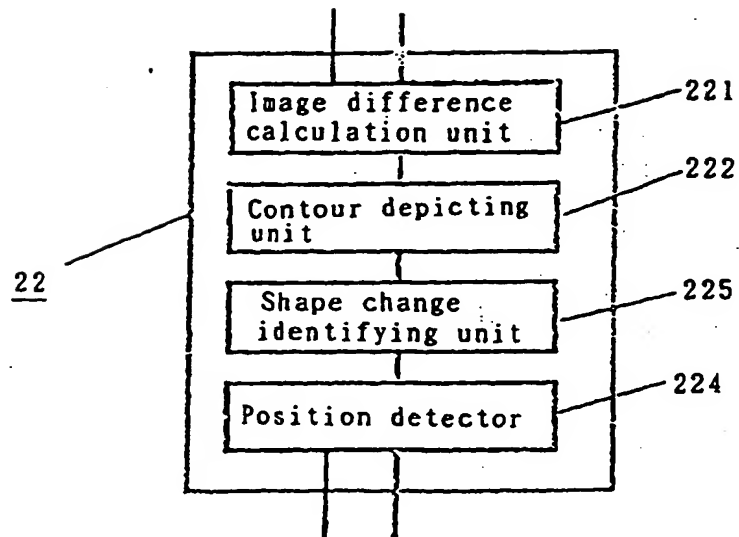 Image difference
calculation unit
221
Contour depicting
unit
222
22
Shape change
identifying unit
225
Position detector
224